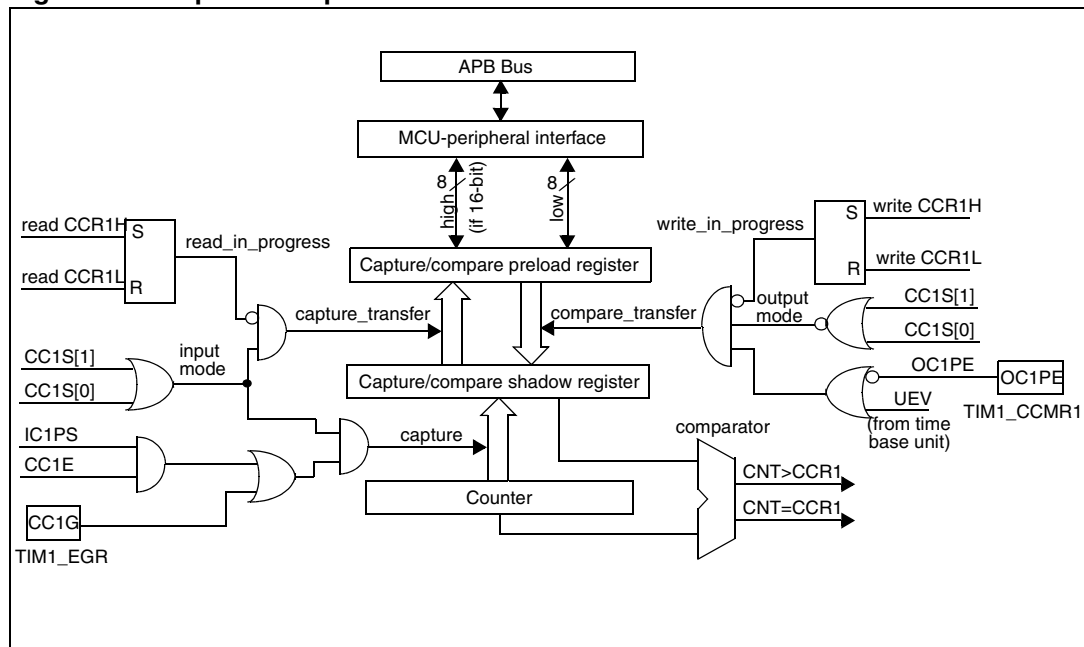 APB Bus
MCU-peripheral interface
8
high
(if 16-bit)
8
low
read CCR1H
S
read_in_progress
read CCR1L
R
write_in_progress
S
write CCR1H
R
write CCR1L
Capture/compare preload register
capture_transfer
compare_transfer
output
mode
CC1S[1]
CC1S[0]
CC1S[1]
CC1S[0]
input
mode
Capture/compare shadow register
OC1PE
OC1PE
UEV
TIM1_CCMR1
(from time
base unit)
IC1PS
CC1E
capture
comparator
Counter
CNT>CCR1
CNT=CCR1
CC1G
TIM1_EGR